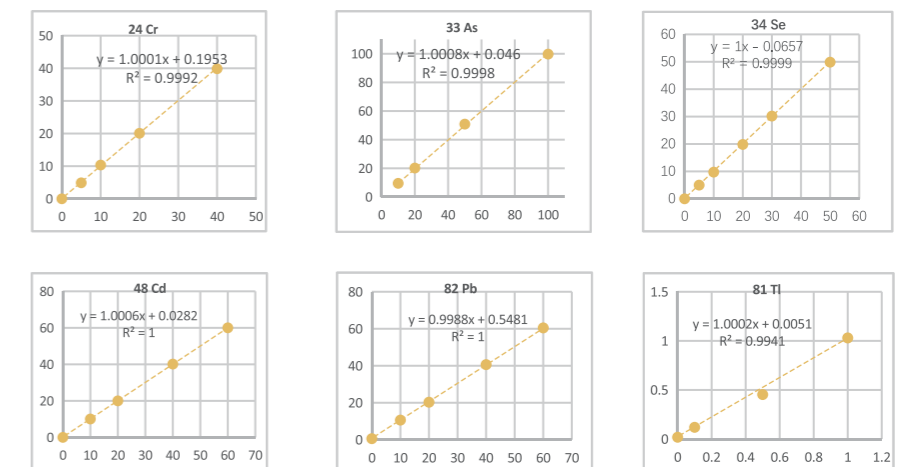 24 Cr
50
40
30
20
10
0
y = 1.0001x + 0.1953
R² = 0.9992
0 10 20 30 40 50
33 As
100
80
60
40
20
0
y = 1.0008x + 0.046
R² = 0.9998
0 20 40 60 80 100
34 Se
60
50
40
30
20
10
0
y = 1x - 0.0657
R² = 0.9999
0 10 20 30 40 50 60
48 Cd
80
60
40
20
0
y = 1.0006x + 0.0282
R² = 1
0 10 20 30 40 50 60 70
82 Pb
80
60
40
20
0
y = 0.9988x + 0.5481
R² = 1
0 10 20 30 40 50 60 70
81 Tl
1.5
1
0.5
0
y = 1.0002x + 0.0051
R² = 0.9941
0 0.2 0.4 0.6 0.8 1 1.2